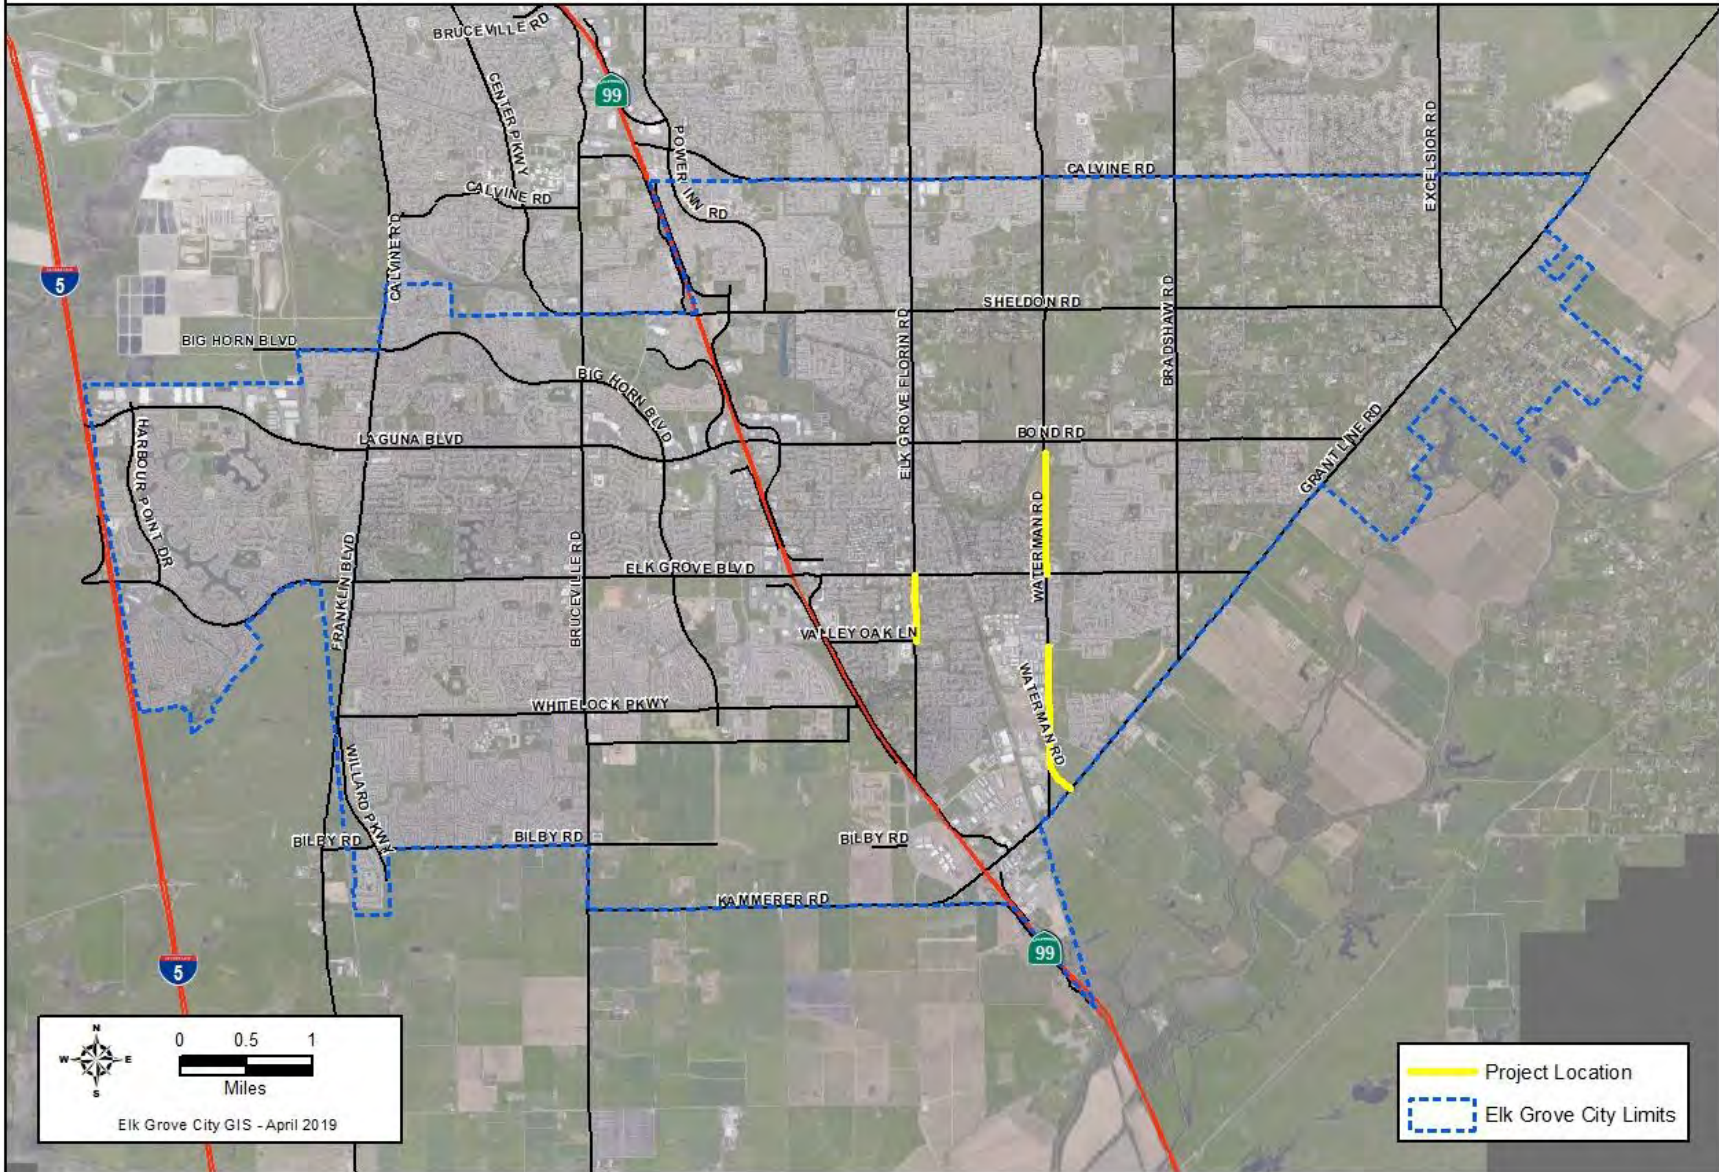 BRUCEVILLE RD
99
CENTER PKWY
POWER INN RD
EXCELSIOR RD
CALVINE RD
CALVINE RD
CALVINE RD
5
SHELDON RD
BRADSHAW RD
ELK GROVE FLORIN RD
BIG HORN BLVD
BIG HORN BLVD
HARBOUR POINT DR
LAGUNA BLVD
BOND RD
GRANT LINE RD
WATERMAN RD
FRANKLIN BLVD
BRUCEVILLE RD
ELK GROVE BLVD
VALLEY OAK LN
WATERMAN RD
WHITELOCK PKWY
WILLARD PKWY
BILBY RD
BILBY RD
BILBY RD
KAMMERER RD
99
5
N
W E
S
0 0.5 1
Miles
Elk Grove City GIS - April 2019
Project Location
Elk Grove City Limits